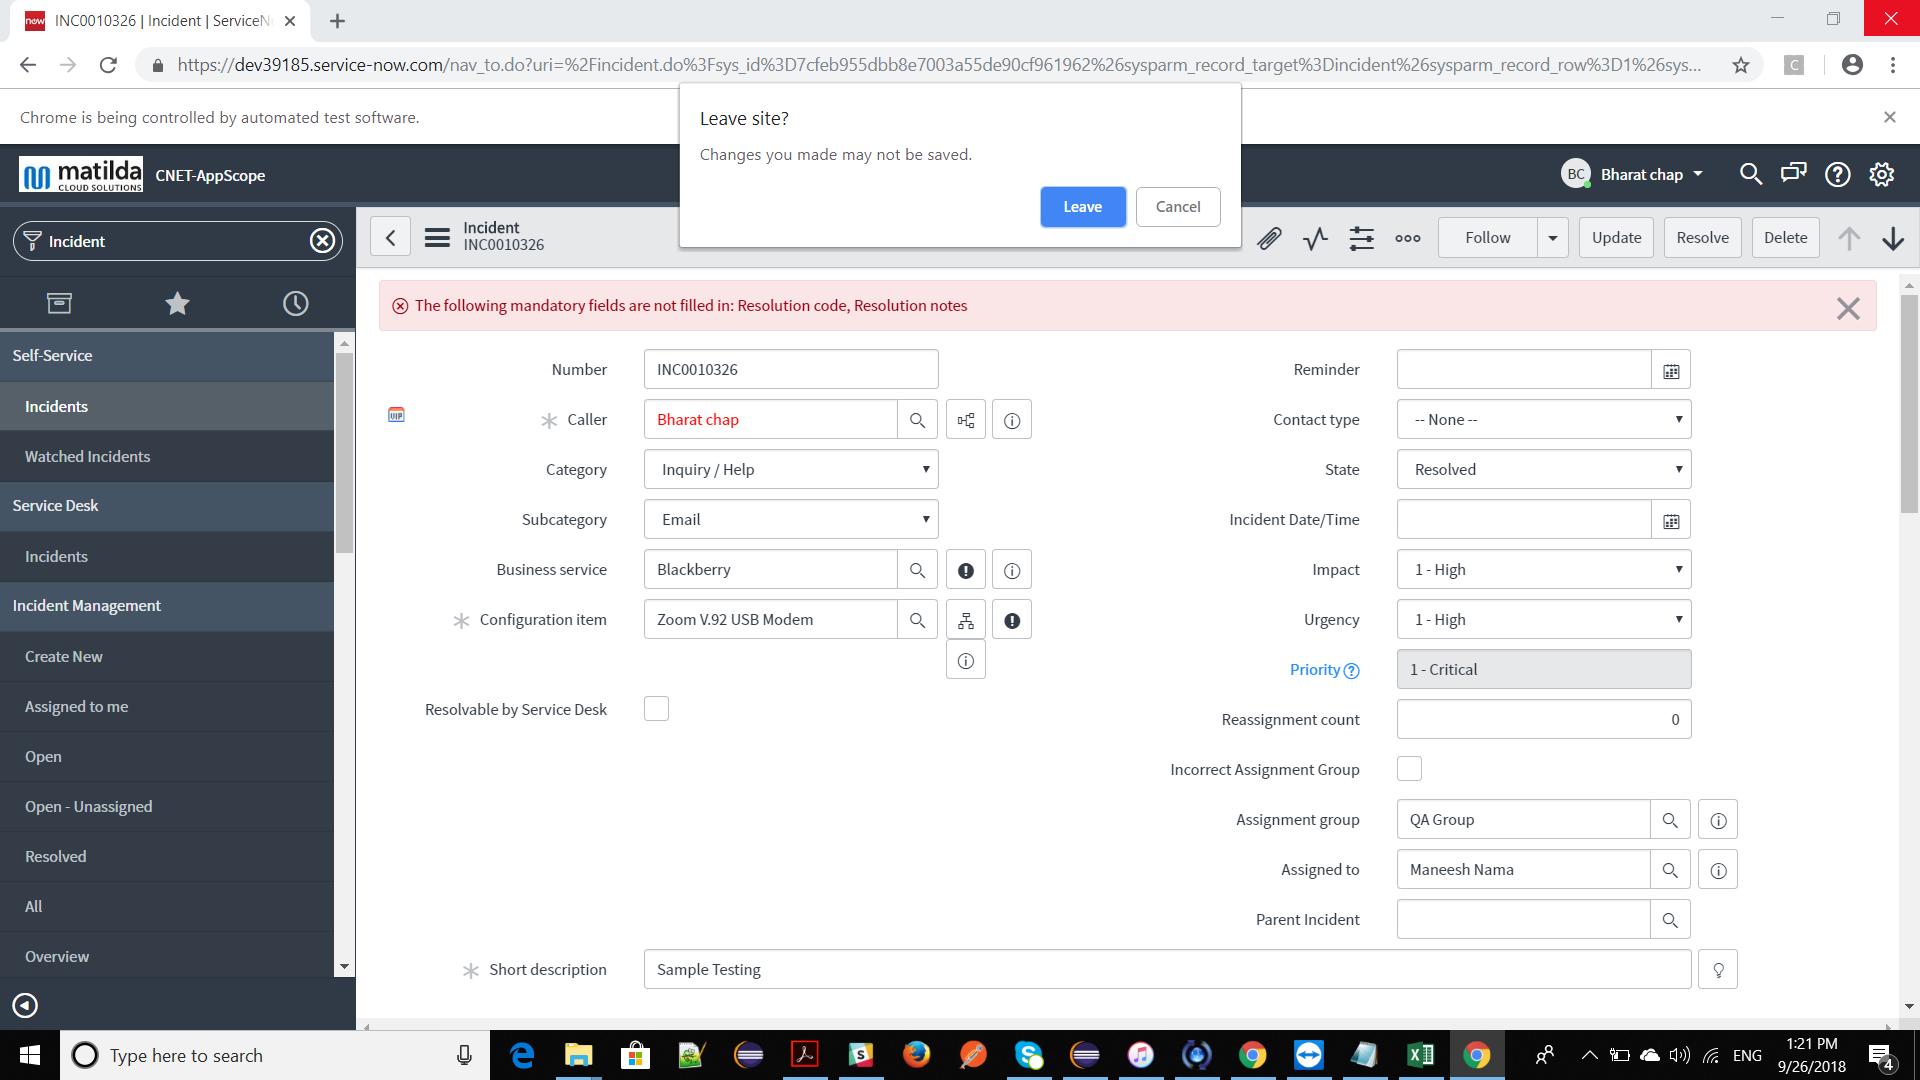 now INC0010326 | Incident | ServiceN
https://dev39185.service-now.com/nav_to.do?uri=%2Fincident.do%3Fsys_id%3D7cfeb955dbb8e7003a55de90cf961962%26sysparm_record_target%3Dincident%26sysparm_record_row%3D1%26sys...
Chrome is being controlled by automated test software.
Leave site?
Changes you made may not be saved.
Leave Cancel
matilda
CLOUD SOLUTIONS
CNET-AppScope
BC Bharat chap
Incident
Incident
INC0010326
Follow Update Resolve Delete
The following mandatory fields are not filled in: Resolution code, Resolution notes
Self-Service
Incidents
Watched Incidents
Service Desk
Incidents
Incident Management
Create New
Assigned to me
Open
Open - Unassigned
Resolved
All
Overview
Number INC0010326
VIP
Caller Bharat chap
Category Inquiry / Help
Subcategory Email
Business service Blackberry
Configuration item Zoom V.92 USB Modem
Resolvable by Service Desk
Reminder
Contact type -- None --
State Resolved
Incident Date/Time
Impact 1 - High
Urgency 1 - High
Priority 1 - Critical
Reassignment count 0
Incorrect Assignment Group
Assignment group QA Group
Assigned to Maneesh Nama
Parent Incident
Short description Sample Testing
Type here to search
ENG
1:21 PM
9/26/2018
4